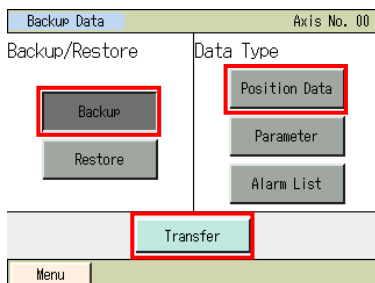 Backup Data Axis No. 00
Backup/Restore
Data Type
Backup
Restore
Position Data
Parameter
Alarm List
Transfer
Menu